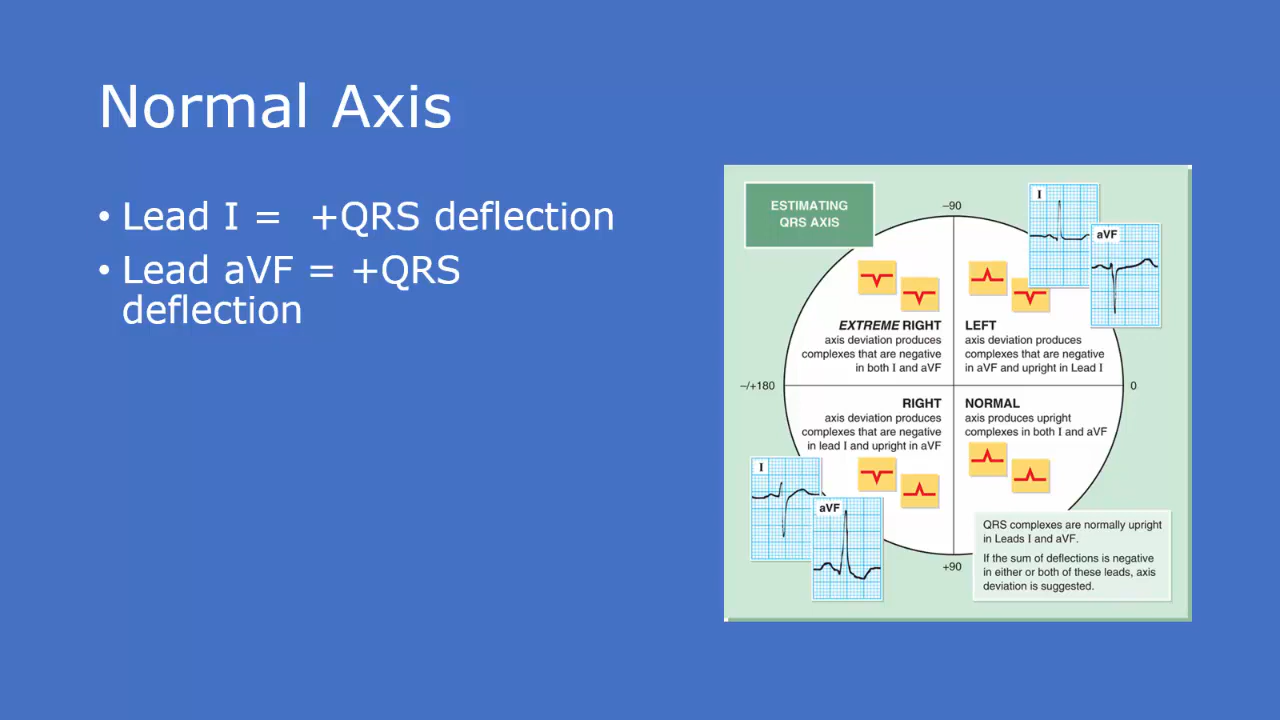 Normal Axis
• Lead I =  +QRS deflection
• Lead aVF = +QRS
deflection
ESTIMATING
QRS AXIS
–90
I
aVF
EXTREME RIGHT
axis deviation produces
complexes that are negative
in both I and aVF
LEFT
axis deviation produces
complexes that are negative
in aVF and upright in Lead I
–/+180
0
RIGHT
axis deviation produces
complexes that are negative
in lead I and upright in aVF
NORMAL
axis produces upright
complexes in both I and aVF
I
aVF
+90
QRS complexes are normally upright
in Leads I and aVF.
If the sum of deflections is negative
in either or both of these leads, axis
deviation is suggested.